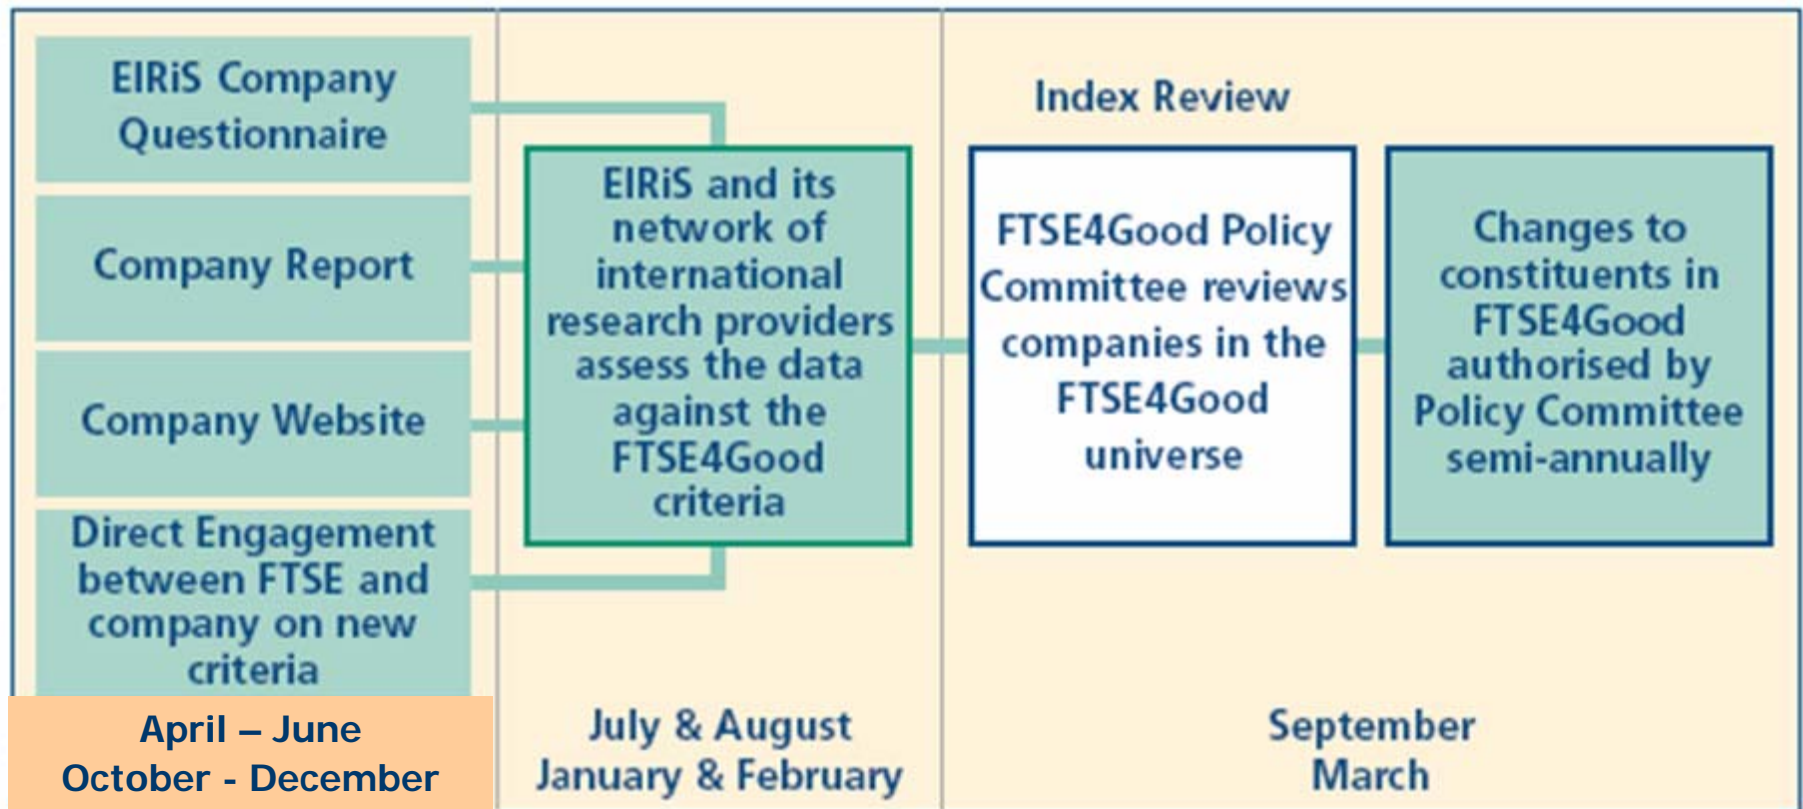 EIRiS Company
Questionnaire
Company Report
Company Website
Direct Engagement
between FTSE and
company on new
criteria
April – June
October - December
EIRiS and its
network of
international
research providers
assess the data
against the
FTSE4Good
criteria
July & August
January & February
Index Review
FTSE4Good Policy
Committee reviews
companies in the
FTSE4Good
universe
Changes to
constituents in
FTSE4Good
authorised by
Policy Committee
semi-annually
September
March